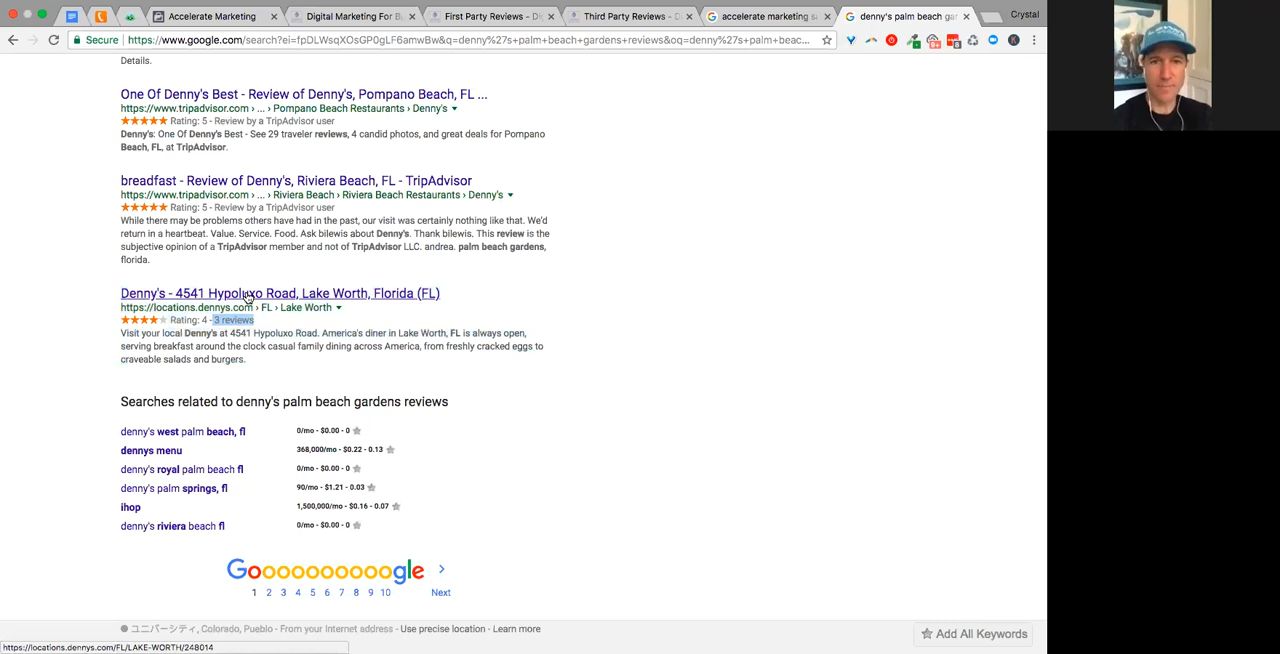 Accelerate Marketing
Digital Marketing For B
First Party Reviews - Di
Third Party Reviews - Di
accelerate marketing s
denny's palm beach gar
Crystal
Secure
https://www.google.com/search?ei=fpDLWsqXOsGP0gLF6amwBw&q=denny%27s+palm+beach+gardens+reviews&oq=denny%27s+palm+beac...
Details.
One Of Denny's Best - Review of Denny's, Pompano Beach, FL ...
https://www.tripadvisor.com › ... › Pompano Beach Restaurants › Denny's
Rating: 5 - Review by a TripAdvisor user
Denny's: One Of Denny's Best - See 29 traveler reviews, 4 candid photos, and great deals for Pompano
Beach, FL, at TripAdvisor.
breakfast - Review of Denny's, Riviera Beach, FL - TripAdvisor
https://www.tripadvisor.com › ... › Riviera Beach › Riviera Beach Restaurants › Denny's
Rating: 5 - Review by a TripAdvisor user
While there may be problems others have had in the past, our visit was certainly nothing like that. We'd
return in a heartbeat. Value. Service. Food. Ask bilewis about Denny's. Thank bilewis. This review is the
subjective opinion of a TripAdvisor member and not of TripAdvisor LLC. andrea. palm beach gardens,
florida.
Denny's - 4541 Hypoluxo Road, Lake Worth, Florida (FL)
https://locations.dennys.com › FL › Lake Worth
Rating: 4 - 3 reviews
Visit your local Denny's at 4541 Hypoluxo Road. America's diner in Lake Worth, FL is always open,
serving breakfast around the clock casual family dining across America, from freshly cracked eggs to
craveable salads and burgers.
Searches related to denny's palm beach gardens reviews
denny's west palm beach, fl 0/mo - $0.00 - 0
dennys menu 368,000/mo - $0.22 - 0.13
denny's royal palm beach fl 0/mo - $0.00 - 0
denny's palm springs, fl 90/mo - $1.21 - 0.03
ihop 1,500,000/mo - $0.16 - 0.07
denny's riviera beach fl 0/mo - $0.00 - 0
Goooooooooogle
1 2 3 4 5 6 7 8 9 10 Next
ユニバーシティ, Colorado, Pueblo - From your Internet address - Use precise location - Learn more
Add All Keywords
https://locations.dennys.com/FL/LAKE-WORTH/248014